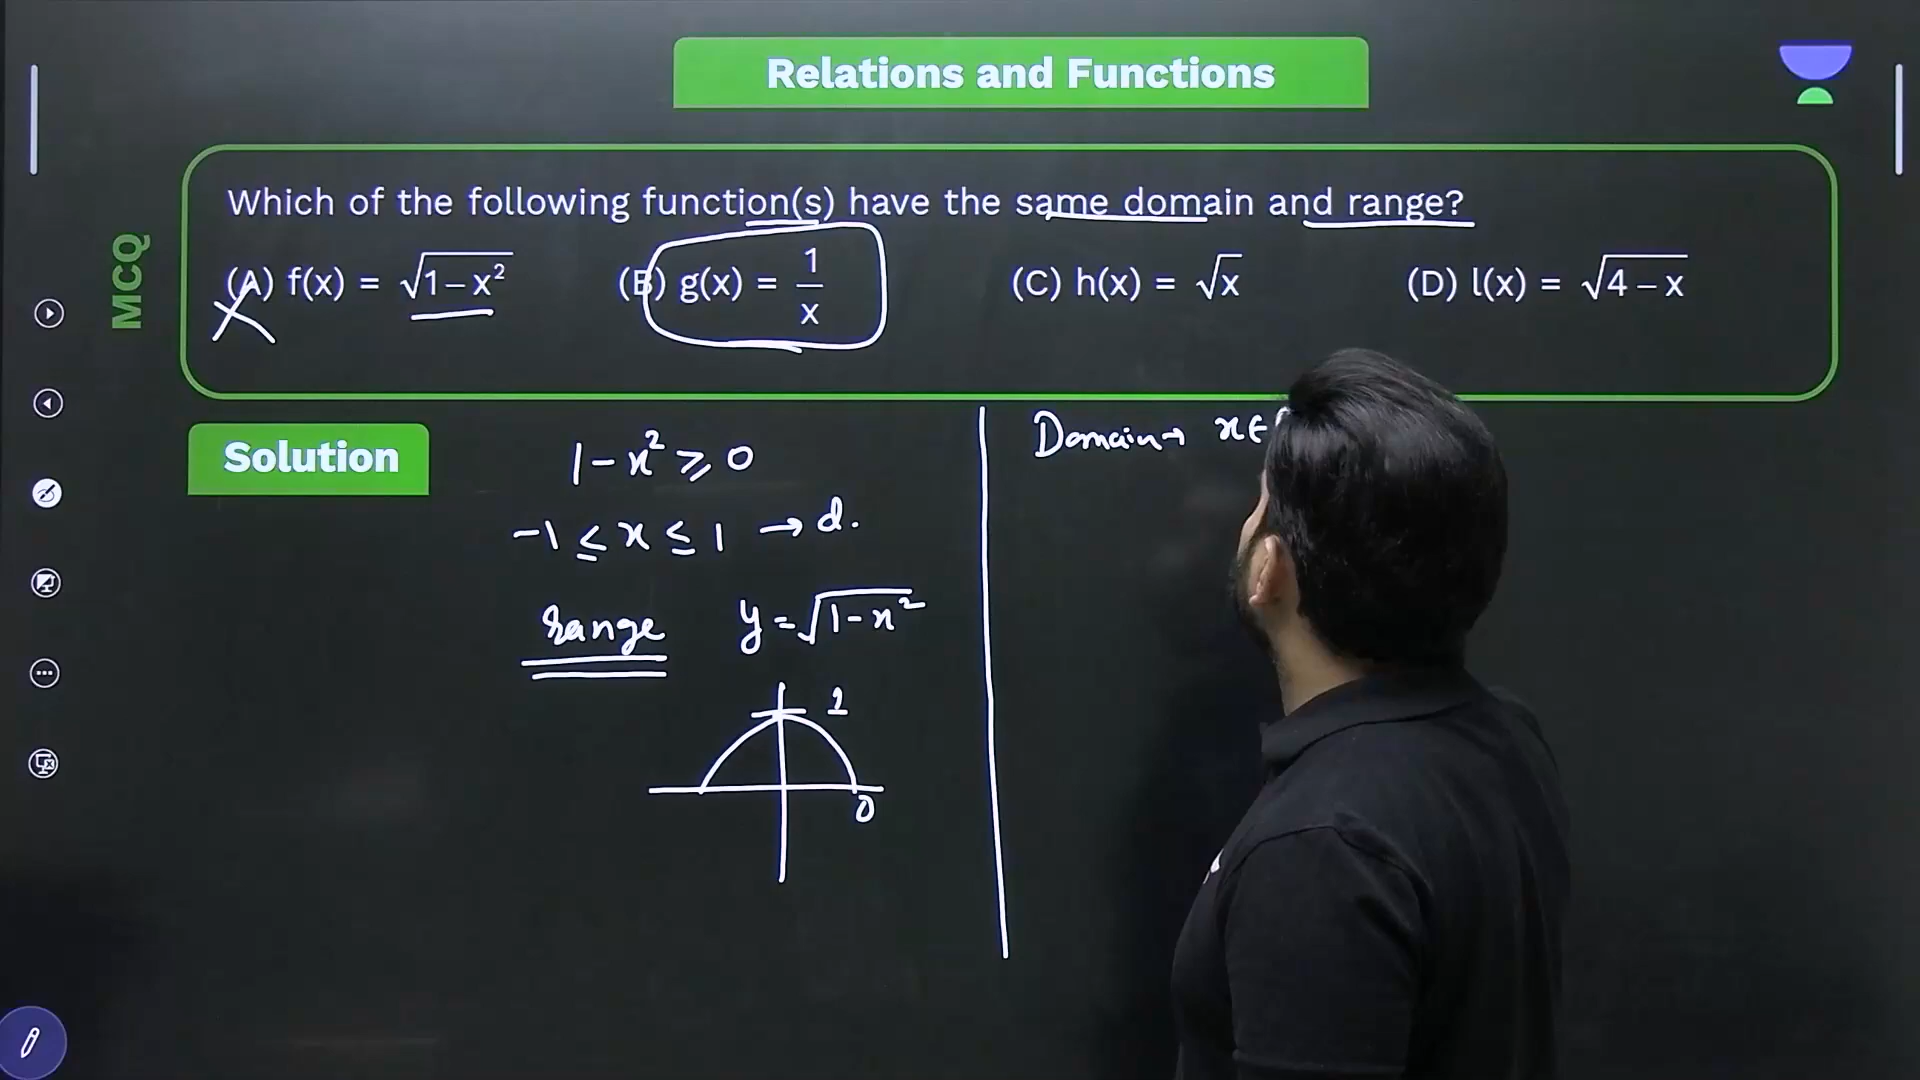 Relations and Functions
MCQ
Which of the following function(s) have the same domain and range?
(A) f(x) = √(1 – x²)
(B) g(x) = 1/x
(C) h(x) = √x
(D) l(x) = √(4 – x)
Solution
1 - x² ≥ 0
-1 ≤ x ≤ 1 → d.
range y = √(1-x²)
1
0
Domain → x ∈